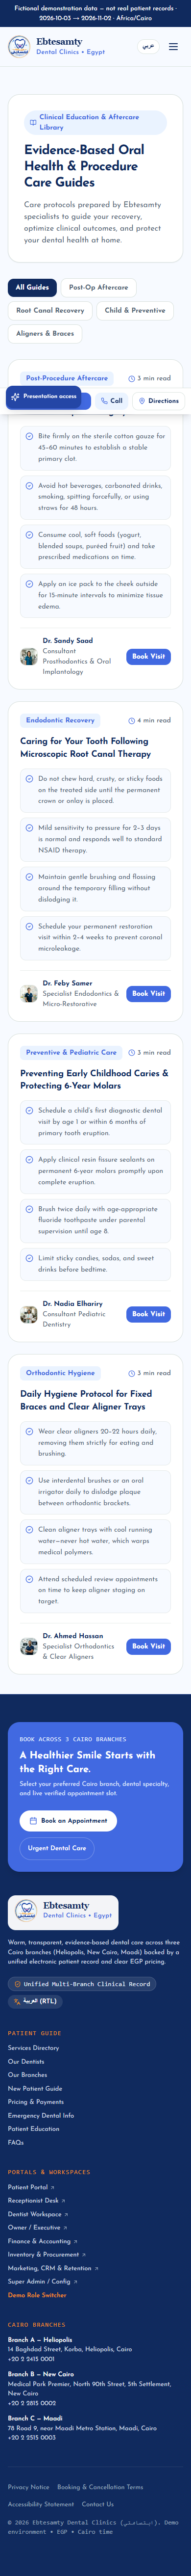 Fictional demonstration data — not real patient records ·
2026-10-03 → 2026-11-02 · Africa/Cairo
Ebtesamty
Dental Clinics • Egypt
عربي
Clinical Education & Aftercare
Library
Evidence-Based Oral
Health & Procedure
Care Guides
Care protocols prepared by Ebtesamty
specialists to guide your recovery,
optimize clinical outcomes, and protect
your dental health at home.
All Guides
Post-Op Aftercare
Root Canal Recovery
Child & Preventive
Aligners & Braces
Post-Procedure Aftercare
3 min read
Presentation access
Call
Directions
Bite firmly on the sterile cotton gauze for
45–60 minutes to establish stable
primary clot.
Avoid hot beverages, carbonated drinks,
smoking, spitting forcefully, or using
straws for 48 hours.
Consume cool, soft foods (yogurt,
blended soups, puréed fruit) and take
prescribed medications on time.
Apply an ice pack to the cheek outside
for 15-minute intervals to minimize tissue
edema.
Dr. Sandy Saad
Consultant
Prosthodontics & Oral
Implantology
Book Visit
Endodontic Recovery
4 min read
Caring for Your Tooth Following
Microscopic Root Canal Therapy
Do not chew hard, crusty, or sticky foods
on the treated side until the permanent
crown or onlay is placed.
Mild sensitivity to pressure for 2–3 days
is normal and responds well to standard
NSAID therapy.
Maintain gentle brushing and flossing
around the temporary filling without
dislodging it.
Schedule your permanent restoration
visit within 2–4 weeks to prevent coronal
microleakage.
Dr. Feby Samer
Specialist Endodontics &
Micro-Restorative
Book Visit
Preventive & Pediatric Care
3 min read
Preventing Early Childhood Caries &
Protecting 6-Year Molars
Schedule a child's first diagnostic dental
visit by age 1 or within 6 months of
primary tooth eruption.
Apply clinical resin fissure sealants on
permanent 6-year molars promptly upon
complete eruption.
Brush twice daily with age-appropriate
fluoride toothpaste under parental
supervision until age 8.
Limit sticky candies, sodas, and sweet
drinks before bedtime.
Dr. Nadia Elhariry
Consultant Pediatric
Dentistry
Book Visit
Orthodontic Hygiene
3 min read
Daily Hygiene Protocol for Fixed
Braces and Clear Aligner Trays
Wear clear aligners 20–22 hours daily,
removing them strictly for eating and
brushing.
Use interdental brushes or an oral
irrigator daily to dislodge plaque
between orthodontic brackets.
Clean aligner trays with cool running
water—never hot water, which warps
medical polymers.
Attend scheduled review appointments
on time to keep aligner staging on
target.
Dr. Ahmed Hassan
Specialist Orthodontics
& Clear Aligners
Book Visit
BOOK ACROSS 3 CAIRO BRANCHES
A Healthier Smile Starts with
the Right Care.
Select your preferred Cairo branch, dental specialty,
and live verified appointment slot.
Book an Appointment
Urgent Dental Care
Ebtesamty
Dental Clinics • Egypt
Warm, transparent, evidence-based dental care across three
Cairo branches (Heliopolis, New Cairo, Maadi) backed by a
unified electronic patient record and clear EGP pricing.
Unified Multi-Branch Clinical Record
العربية (RTL)
PATIENT GUIDE
Services Directory
Our Dentists
Our Branches
New Patient Guide
Pricing & Payments
Emergency Dental Info
Patient Education
FAQs
PORTALS & WORKSPACES
Patient Portal ↗
Receptionist Desk ↗
Dentist Workspace ↗
Owner / Executive ↗
Finance & Accounting ↗
Inventory & Procurement ↗
Marketing, CRM & Retention ↗
Super Admin / Config ↗
Demo Role Switcher
CAIRO BRANCHES
Branch A — Heliopolis
14 Baghdad Street, Korba, Heliopolis, Cairo
+20 2 2415 0001
Branch B — New Cairo
Medical Park Premier, North 90th Street, 5th Settlement,
New Cairo
+20 2 2815 0002
Branch C — Maadi
78 Road 9, near Maadi Metro Station, Maadi, Cairo
+20 2 2515 0003
Privacy Notice
Booking & Cancellation Terms
Accessibility Statement
Contact Us
© 2026 Ebtesamty Dental Clinics (ابتسامتي). Demo
environment • EGP • Cairo time